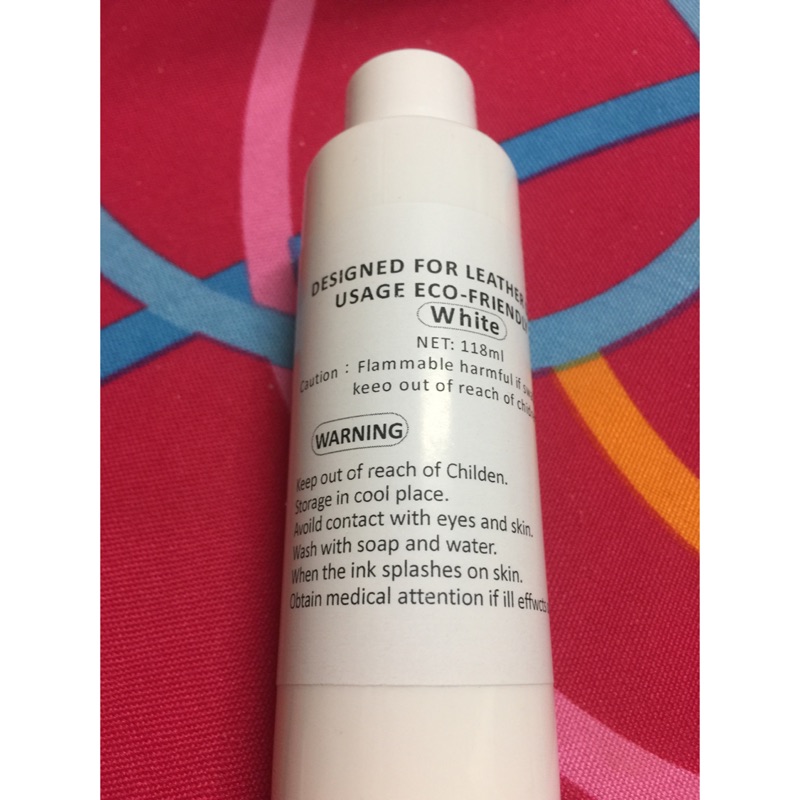 DESIGNED FOR LEATHER
USAGE ECO-FRIENDLY
White
NET: 118ml
Caution : Flammable harmful if
keeo out of reach of
WARNING
Keep out of reach of Childen.
Storage in cool place.
Avoild contact with eyes and skin.
Wash with soap and water.
When the ink splashes on skin.
Obtain medical attention if ill effwcts